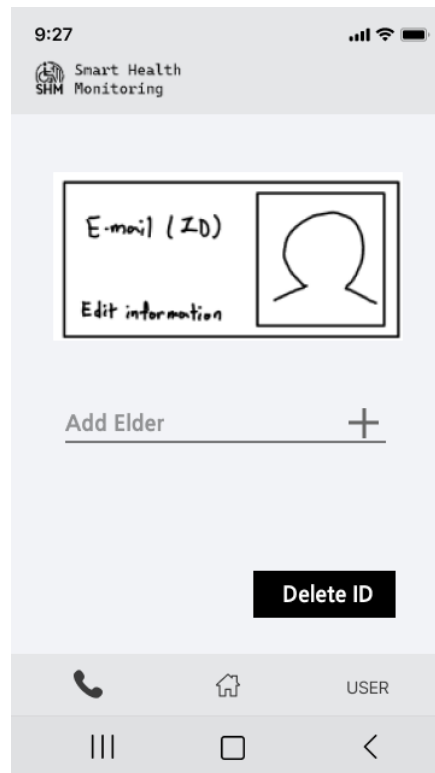 9:27
Smart Health
SHM Monitoring
E-mail (ID)
Edit information
Add Elder
Delete ID
USER